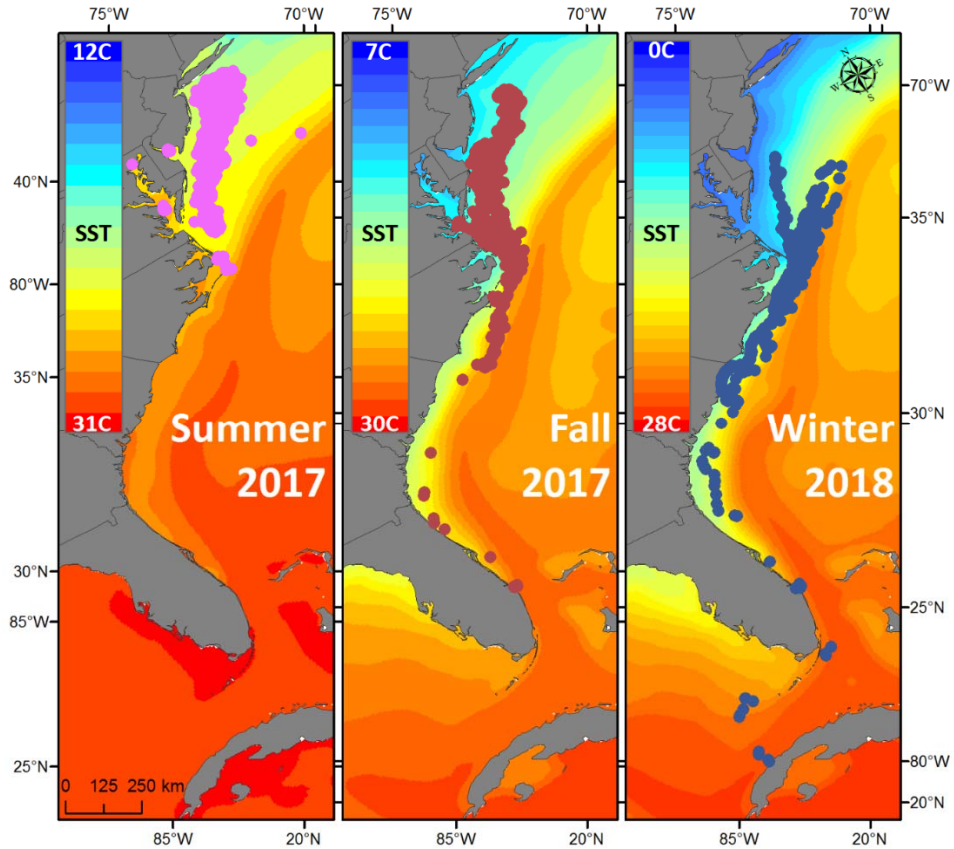 75°W 70°W 75°W 70°W 75°W 70°W
12C 7C 0C
N
E
W
S
70°W
40°N 35°N
SST SST SST
80°W
35°N 30°N
31C 30C 28C
Summer Fall Winter
2017 2017 2018
30°N
25°N
85°W
25°N 80°W
0 125 250 km
20°N
85°W 20°N 85°W 20°N 85°W 20°N